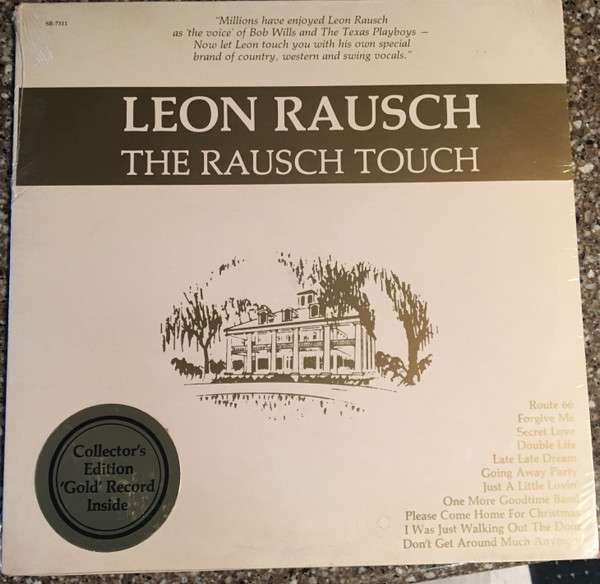 SR-7311
"Millions have enjoyed Leon Rausch
as 'the voice' of Bob Wills and The Texas Playboys —
Now let Leon touch you with his own special
brand of country, western and swing vocals."
LEON RAUSCH
THE RAUSCH TOUCH
Route 66
Forgive Me
Secret Love
Double Life
Late Late Dream
Going Away Party
Just A Little Lovin'
One More Goodtime Band
Please Come Home For Christmas
I Was Just Walking Out The Door
Don't Get Around Much Anymore
Collector's
Edition
'Gold' Record
Inside